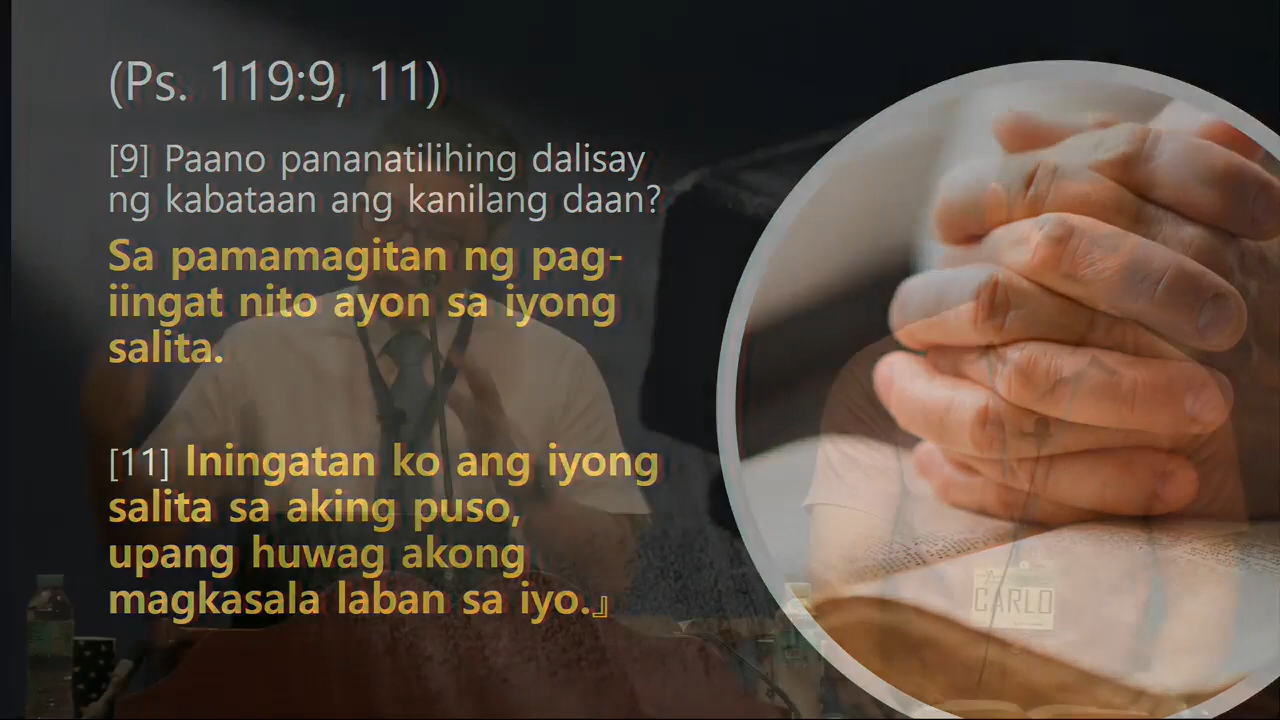 (Ps. 119:9, 11)
[9] Paano pananatilihing dalisay
ng kabataan ang kanilang daan?
Sa pamamagitan ng pag-
iingat nito ayon sa iyong
salita.
[11] Iningatan ko ang iyong
salita sa aking puso,
upang huwag akong
magkasala laban sa iyo.』
CARLO